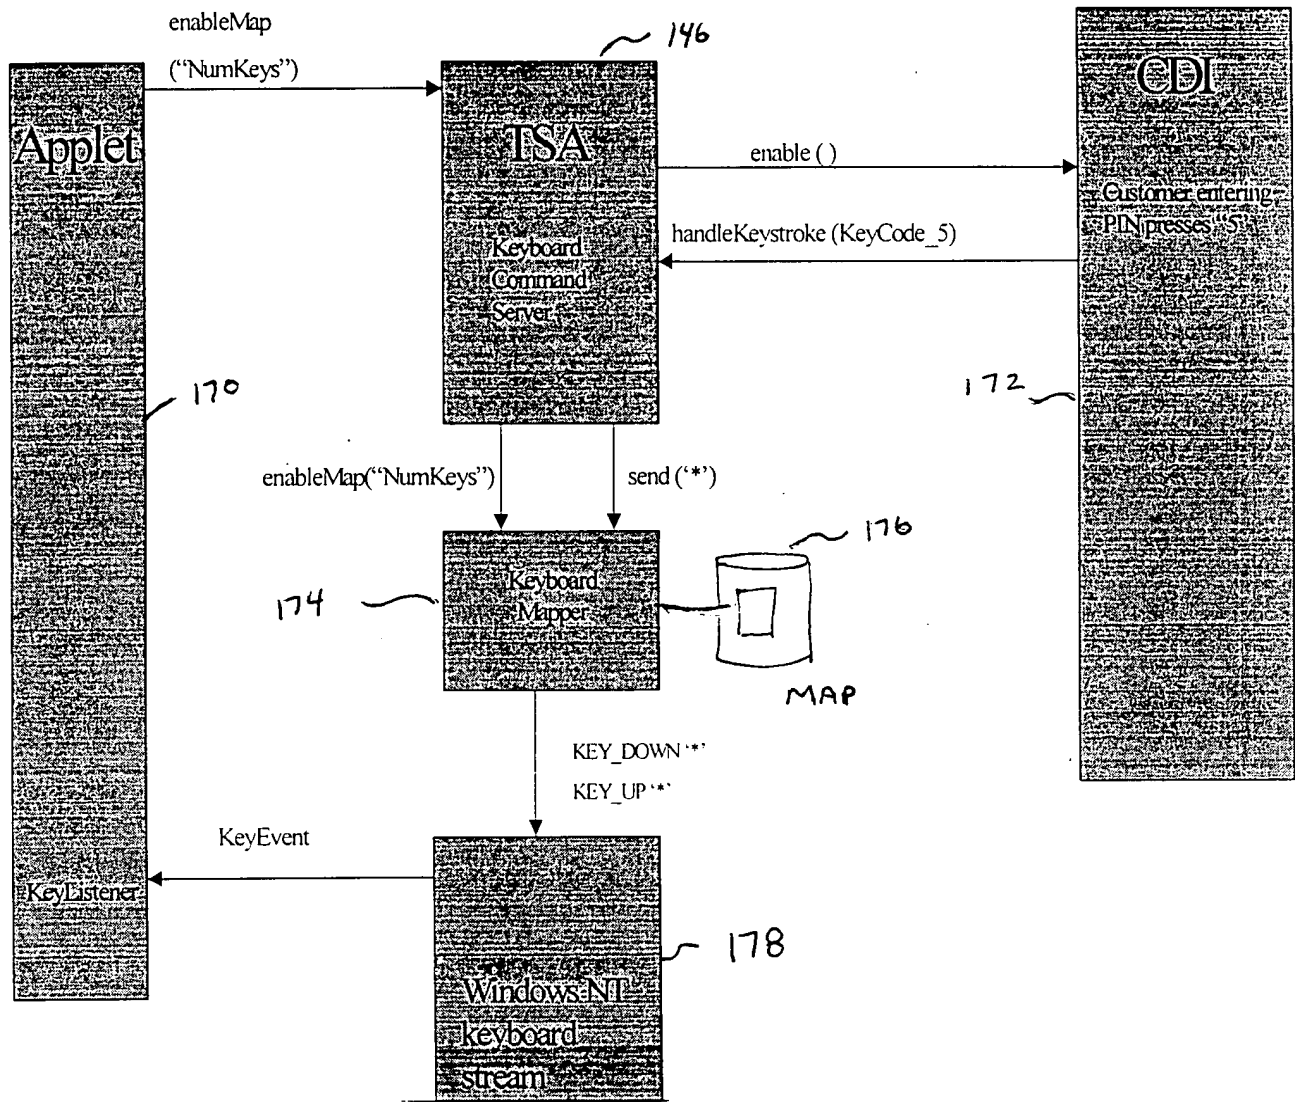 enableMap
("NumKeys")
146
Applet
TSA
CDI
enable ( )
Customer entering
PIN presses "5"
Keyboard
Command
Server
handleKeystroke (KeyCode_5)
170
172
enableMap("NumKeys")
send ('*')
176
174
Keyboard
Mapper
MAP
KEY_DOWN '*'
KEY_UP '*'
KeyEvent
KeyListener
178
Windows NT
keyboard
stream